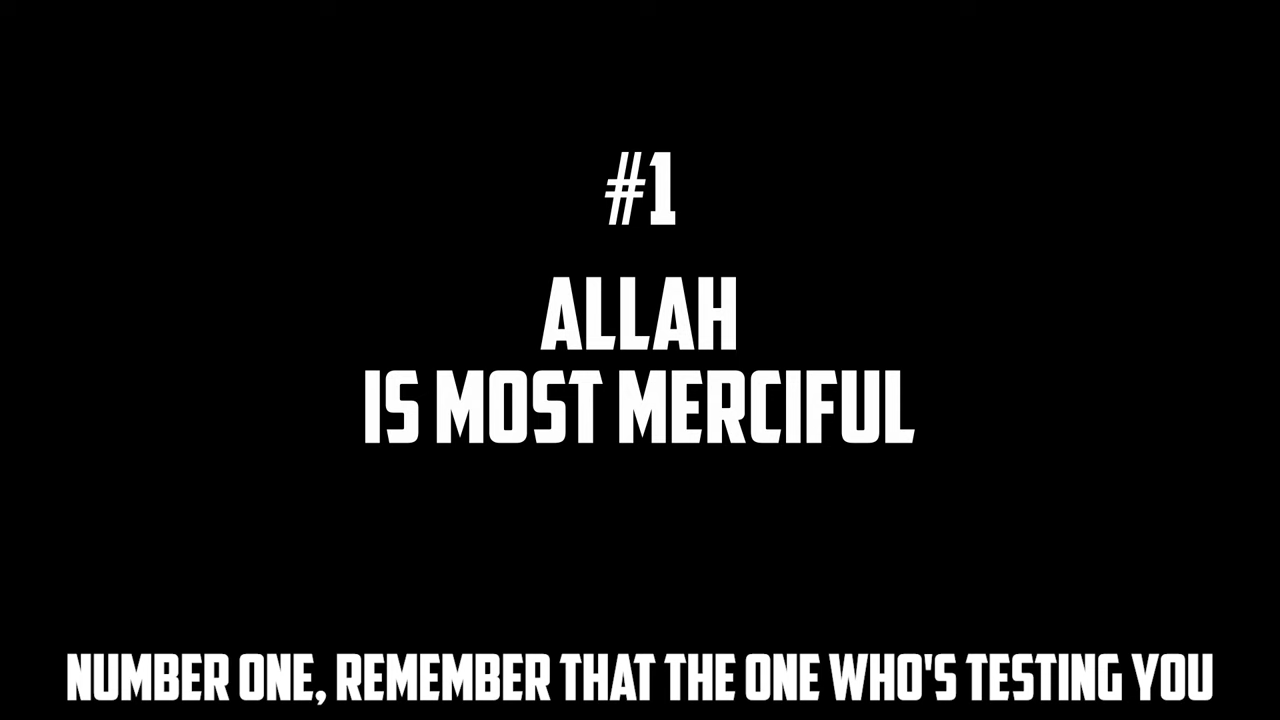 #1
ALLAH
IS MOST MERCIFUL
NUMBER ONE, REMEMBER THAT THE ONE WHO'S TESTING YOU